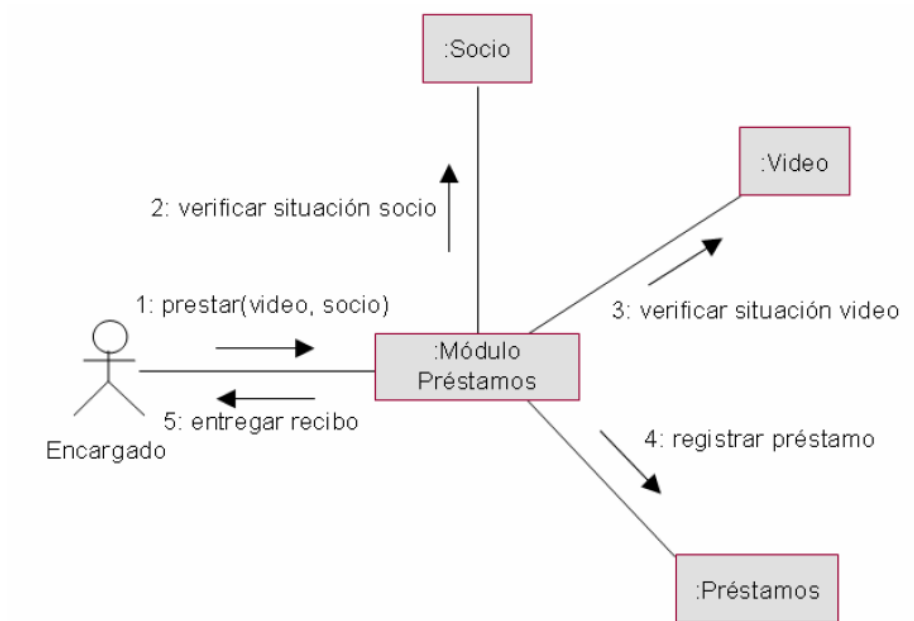 :Socio
:Video
2: verificar situación socio
1: prestar(video, socio)
3: verificar situación video
:Módulo
Préstamos
5: entregar recibo
4: registrar préstamo
Encargado
:Préstamos